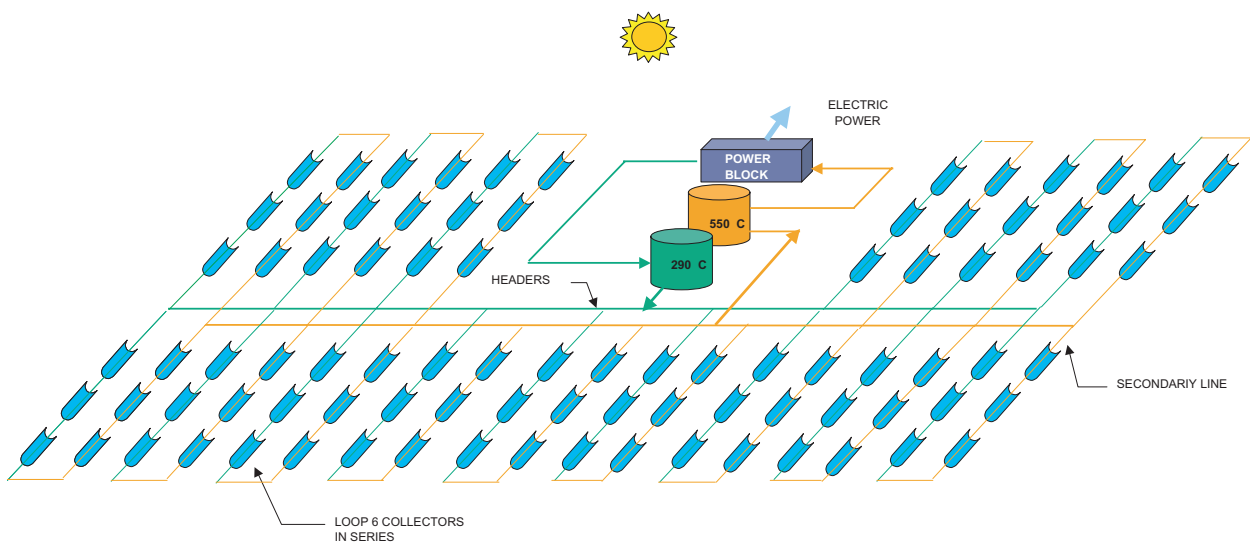 ELECTRIC
POWER
POWER
BLOCK
550 C
290 C
HEADERS
SECONDARIY LINE
LOOP 6 COLLECTORS
IN SERIES